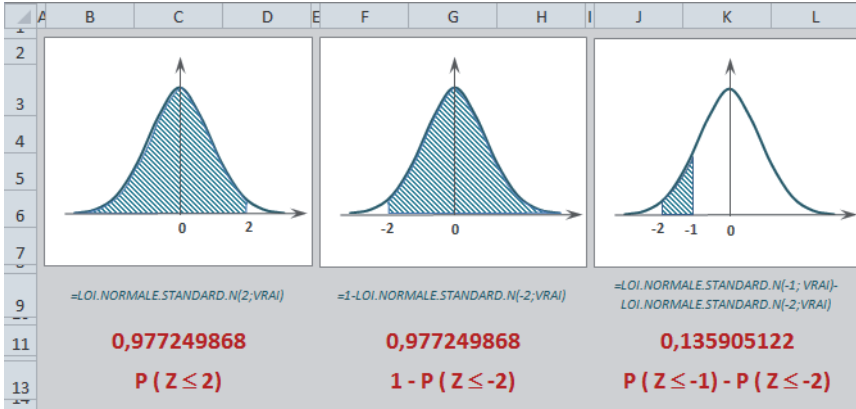 A B C D E F G H I J K L
1
2
3
4
5
6
7
8
9
10
11
12
13
14
0 2
-2 0
-2 -1 0
=LOI.NORMALE.STANDARD.N(2;VRAI)
=1-LOI.NORMALE.STANDARD.N(-2;VRAI)
=LOI.NORMALE.STANDARD.N(-1; VRAI)-
LOI.NORMALE.STANDARD.N(-2;VRAI)
0,977249868
0,977249868
0,135905122
P ( Z ≤ 2)
1 - P ( Z ≤ -2)
P ( Z ≤ -1) - P ( Z ≤ -2)